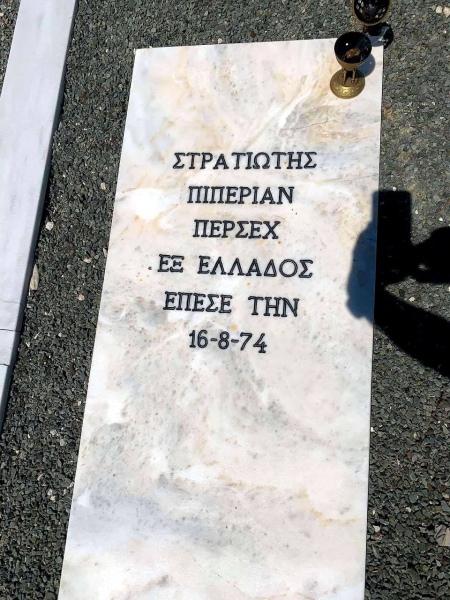 ΣΤΡΑΤΙΩΤΗΣ
ΠΙΠΕΡΙΑΝ
ΠΕΡΣΕΧ
ΕΞ ΕΛΛΑΔΟΣ
ΕΠΕΣΕ ΤΗΝ
16-8-74